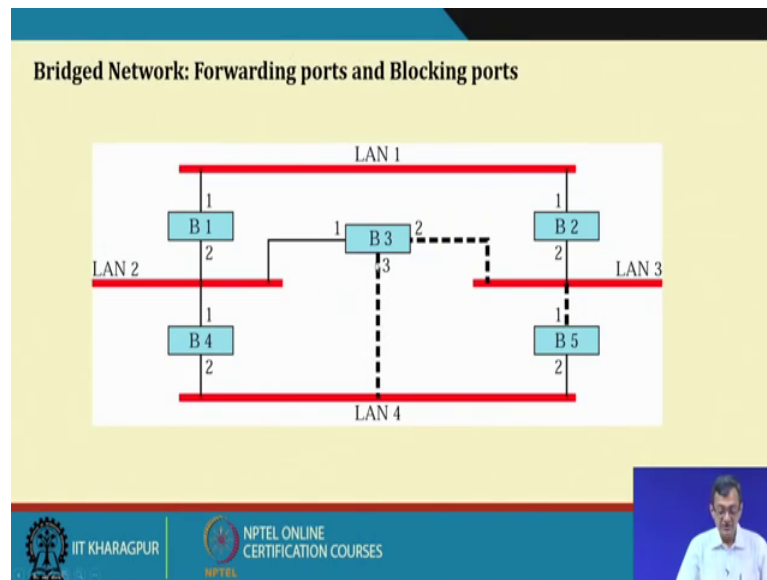 Bridged Network: Forwarding ports and Blocking ports
LAN 1
1
1
B 1
1
B 3
2
B 2
2
3
2
LAN 2
LAN 3
1
1
B 4
B 5
2
2
LAN 4
IIT KHARAGPUR
NPTEL
NPTEL ONLINE
CERTIFICATION COURSES